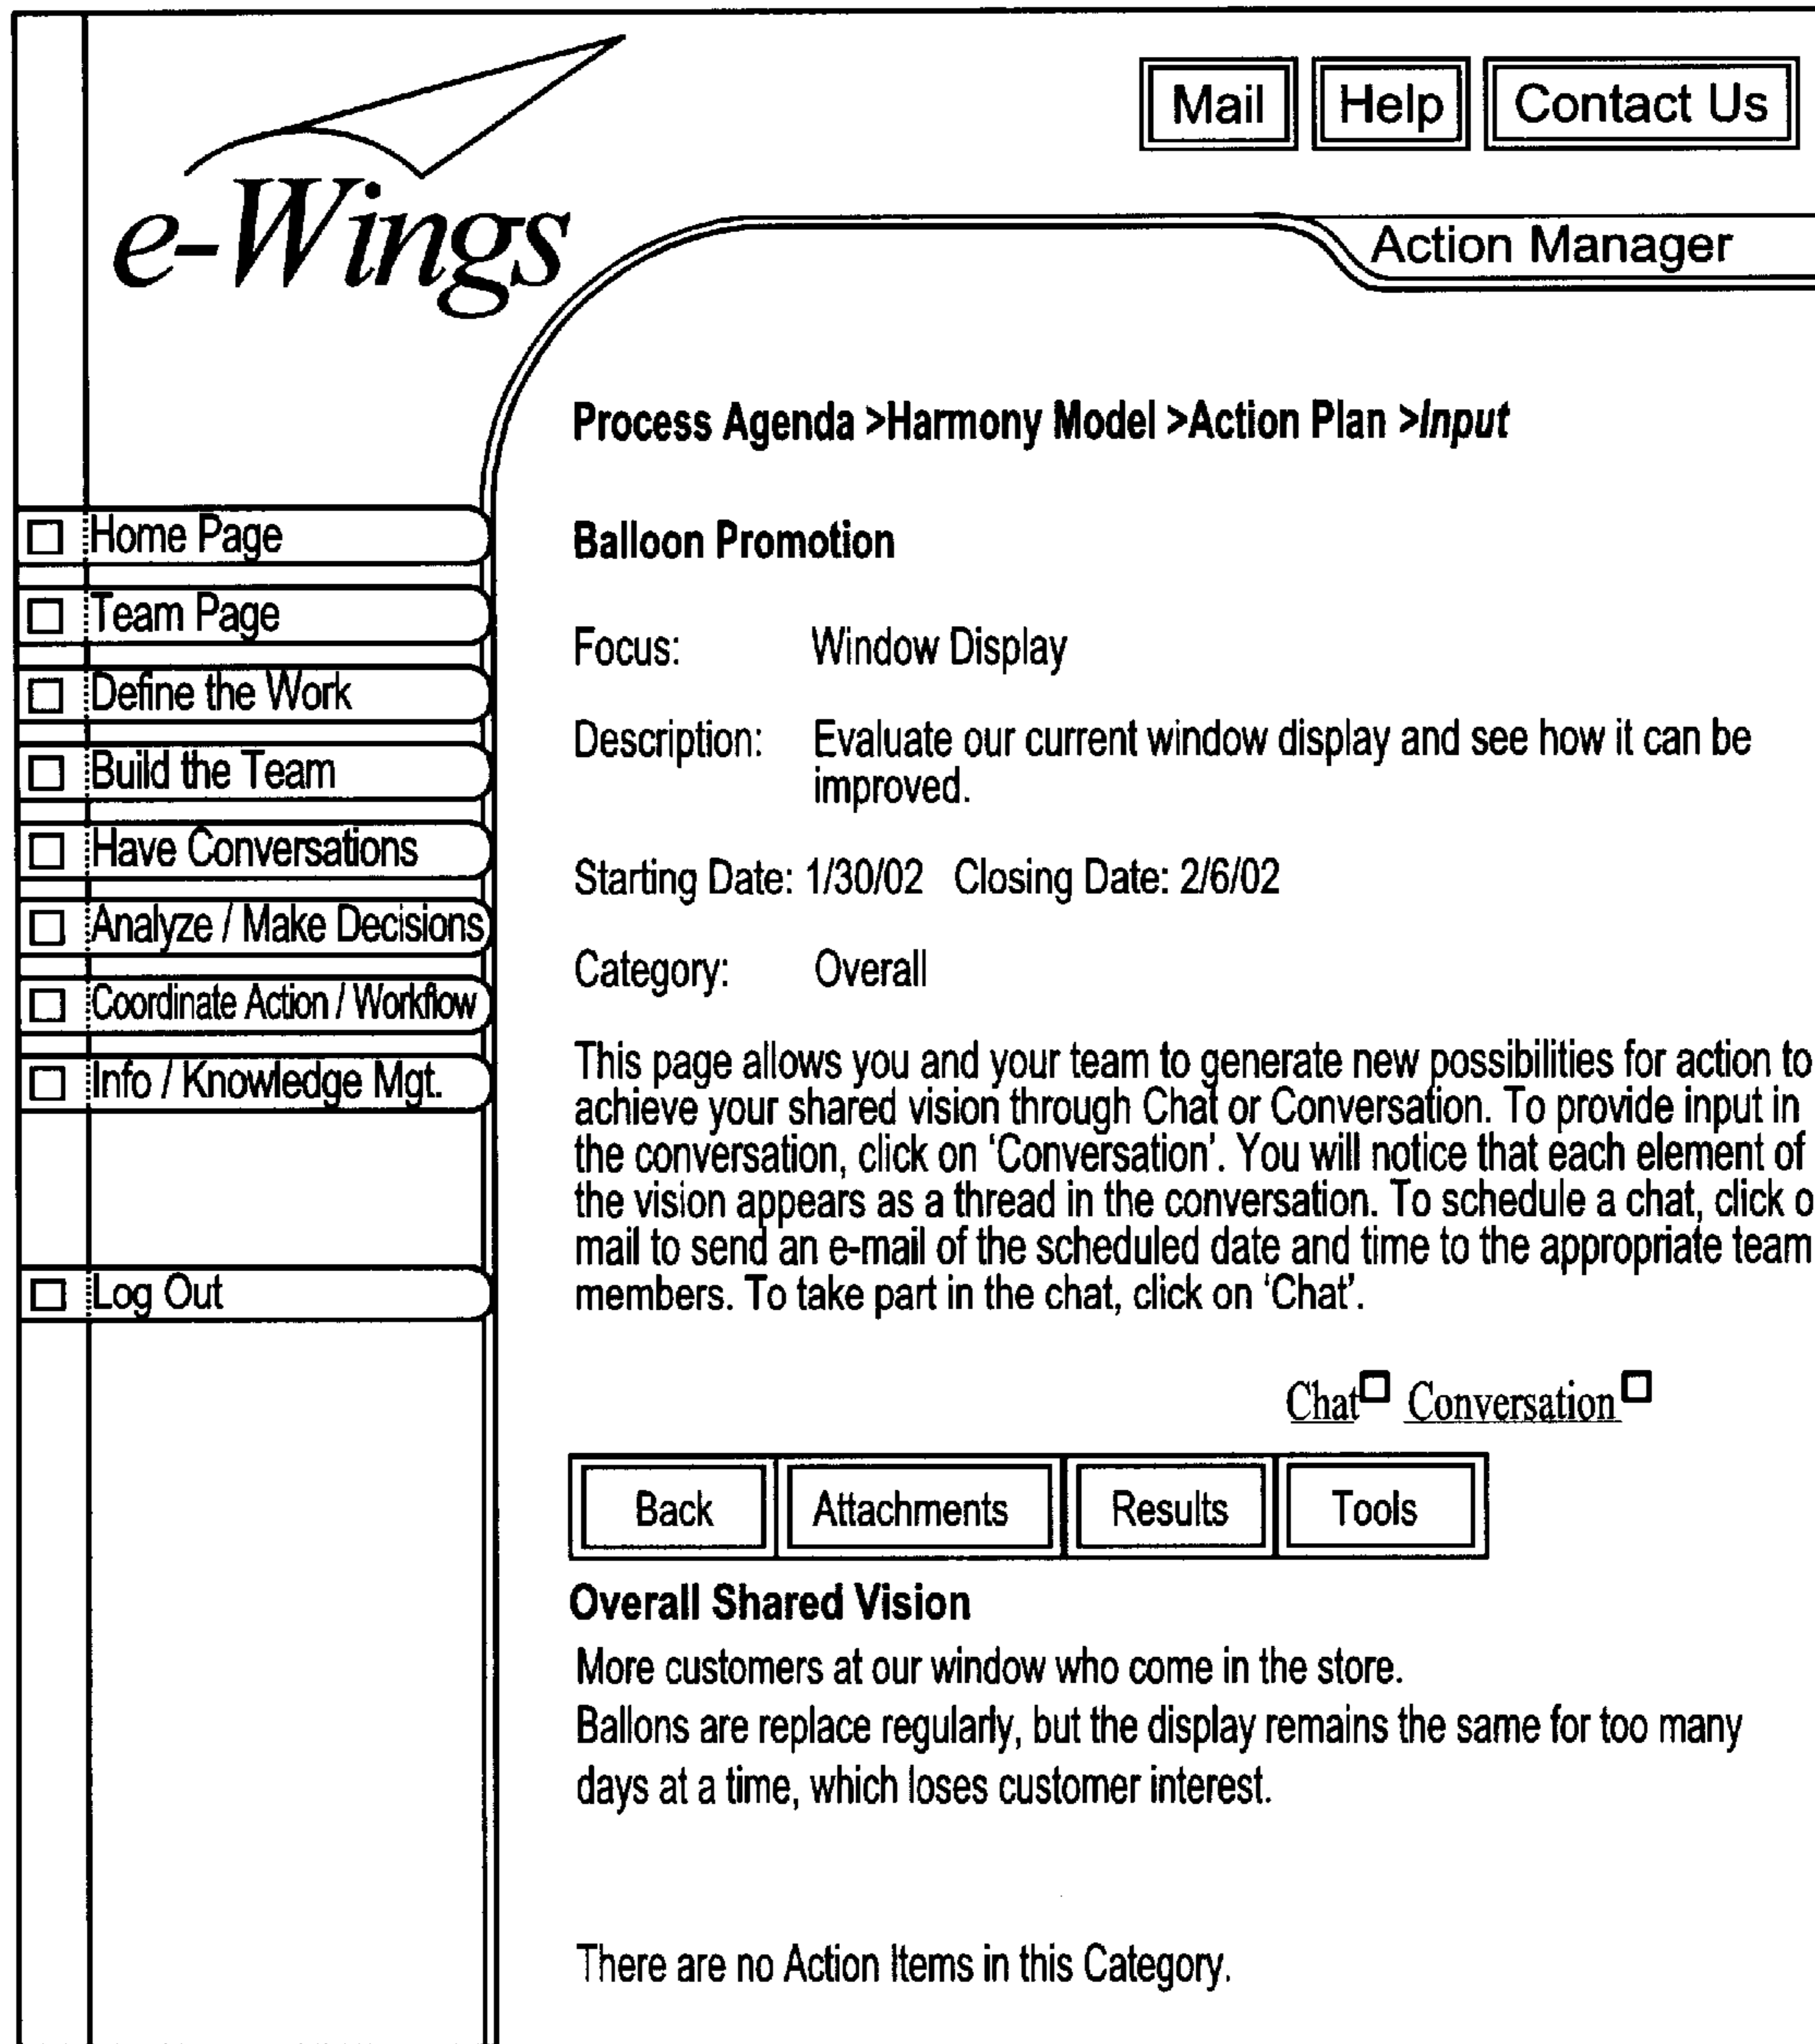 Mail Help Contact Us
e-Wings
Action Manager
Process Agenda >Harmony Model >Action Plan >Input
Home Page
Team Page
Define the Work
Build the Team
Have Conversations
Analyze / Make Decisions
Coordinate Action / Workflow
Info / Knowledge Mgt.
Log Out
Balloon Promotion
Focus: Window Display
Description: Evaluate our current window display and see how it can be
improved.
Starting Date: 1/30/02 Closing Date: 2/6/02
Category: Overall
This page allows you and your team to generate new possibilities for action to
achieve your shared vision through Chat or Conversation. To provide input in
the conversation, click on ‘Conversation’. You will notice that each element of
the vision appears as a thread in the conversation. To schedule a chat, click o
mail to send an e-mail of the scheduled date and time to the appropriate team
members. To take part in the chat, click on ‘Chat’.
Chat Conversation
Back Attachments Results Tools
Overall Shared Vision
More customers at our window who come in the store.
Ballons are replace regularly, but the display remains the same for too many
days at a time, which loses customer interest.
There are no Action Items in this Category.